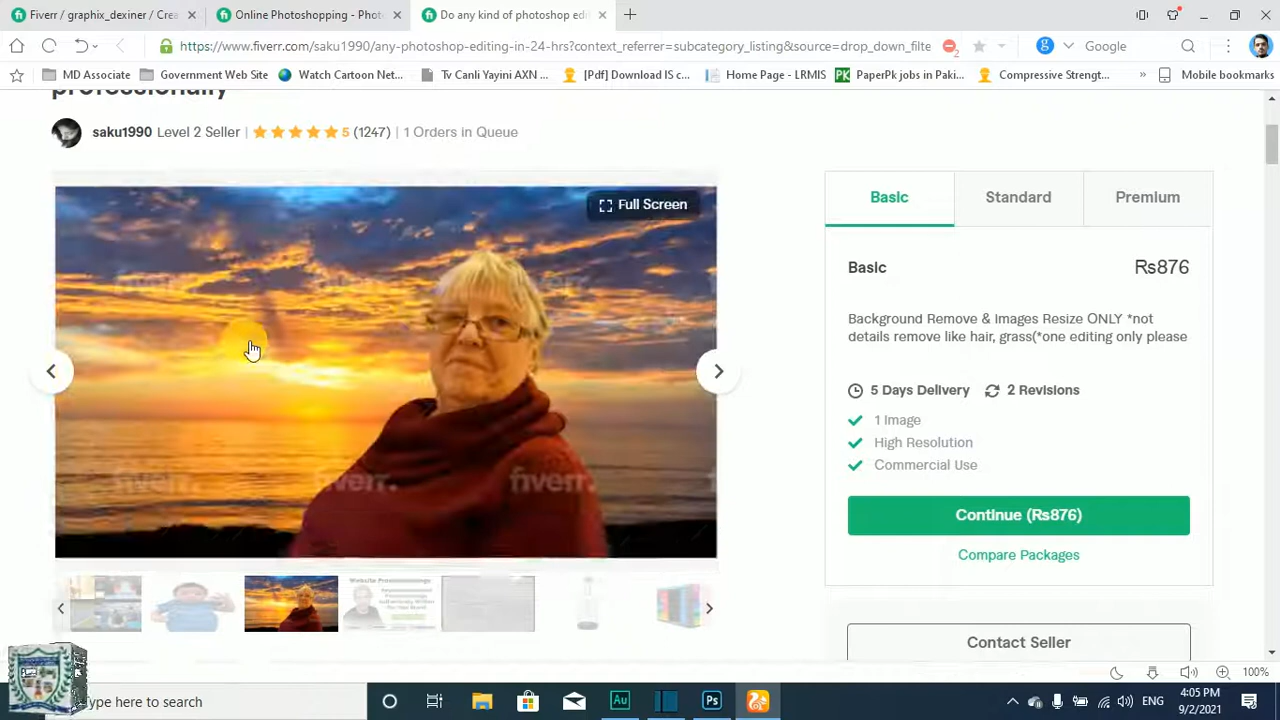 Fiverr / graphix_dexiner / Crea
Online Photoshopping - Phot
Do any kind of photoshop edi
https://www.fiverr.com/saku1990/any-photoshop-editing-in-24-hrs?context_referrer=subcategory_listing&source=drop_down_filte
Google
MD Associate
Government Web Site
Watch Cartoon Net...
Tv Canli Yayini AXN ...
[Pdf] Download IS c...
Home Page - LRMIS
PaperPk jobs in Paki...
Compressive Strengt...
Mobile bookmarks
professionally
saku1990 Level 2 Seller | 5 (1247) | 1 Orders in Queue
Full Screen
fiverr.
fiverr.
Basic
Standard
Premium
Basic
Rs876
Background Remove & Images Resize ONLY *not
details remove like hair, grass(*one editing only please
5 Days Delivery
2 Revisions
1 Image
High Resolution
Commercial Use
Continue (Rs876)
Compare Packages
Contact Seller
100%
ype here to search
ENG
4:05 PM
9/2/2021